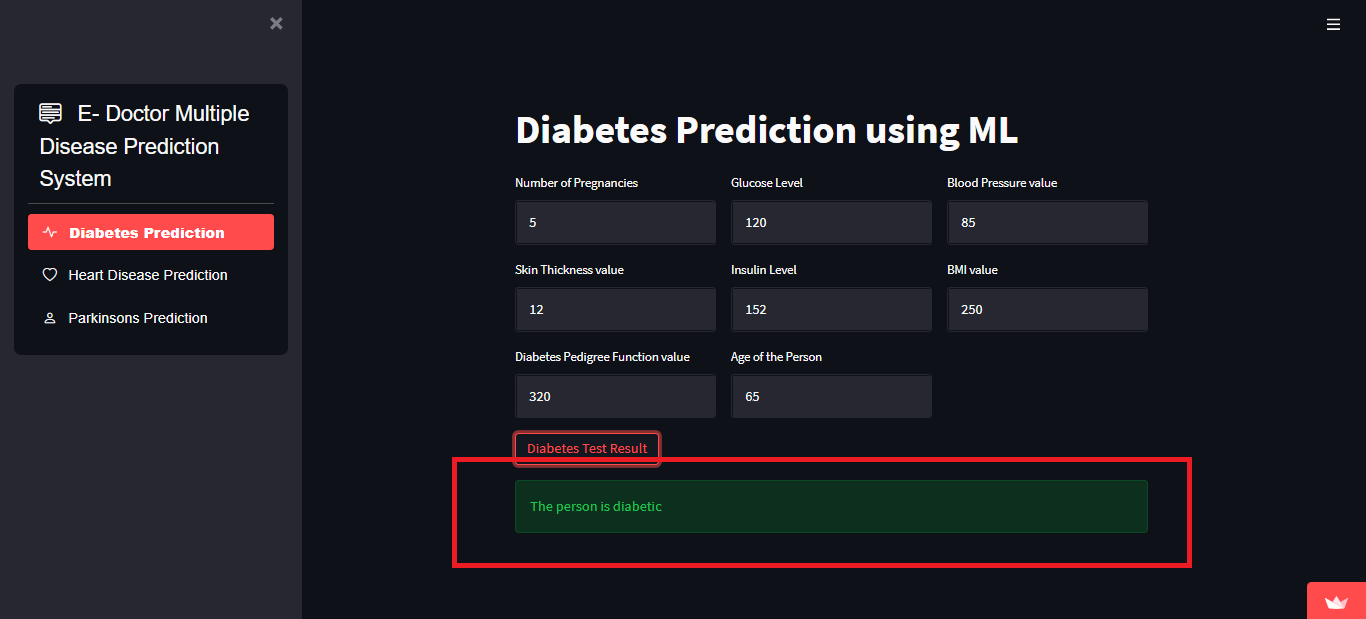 E- Doctor Multiple
Disease Prediction
System
Diabetes Prediction
Heart Disease Prediction
Parkinsons Prediction
Diabetes Prediction using ML
Number of Pregnancies
Glucose Level
Blood Pressure value
5
120
85
Skin Thickness value
Insulin Level
BMI value
12
152
250
Diabetes Pedigree Function value
Age of the Person
320
65
Diabetes Test Result
The person is diabetic